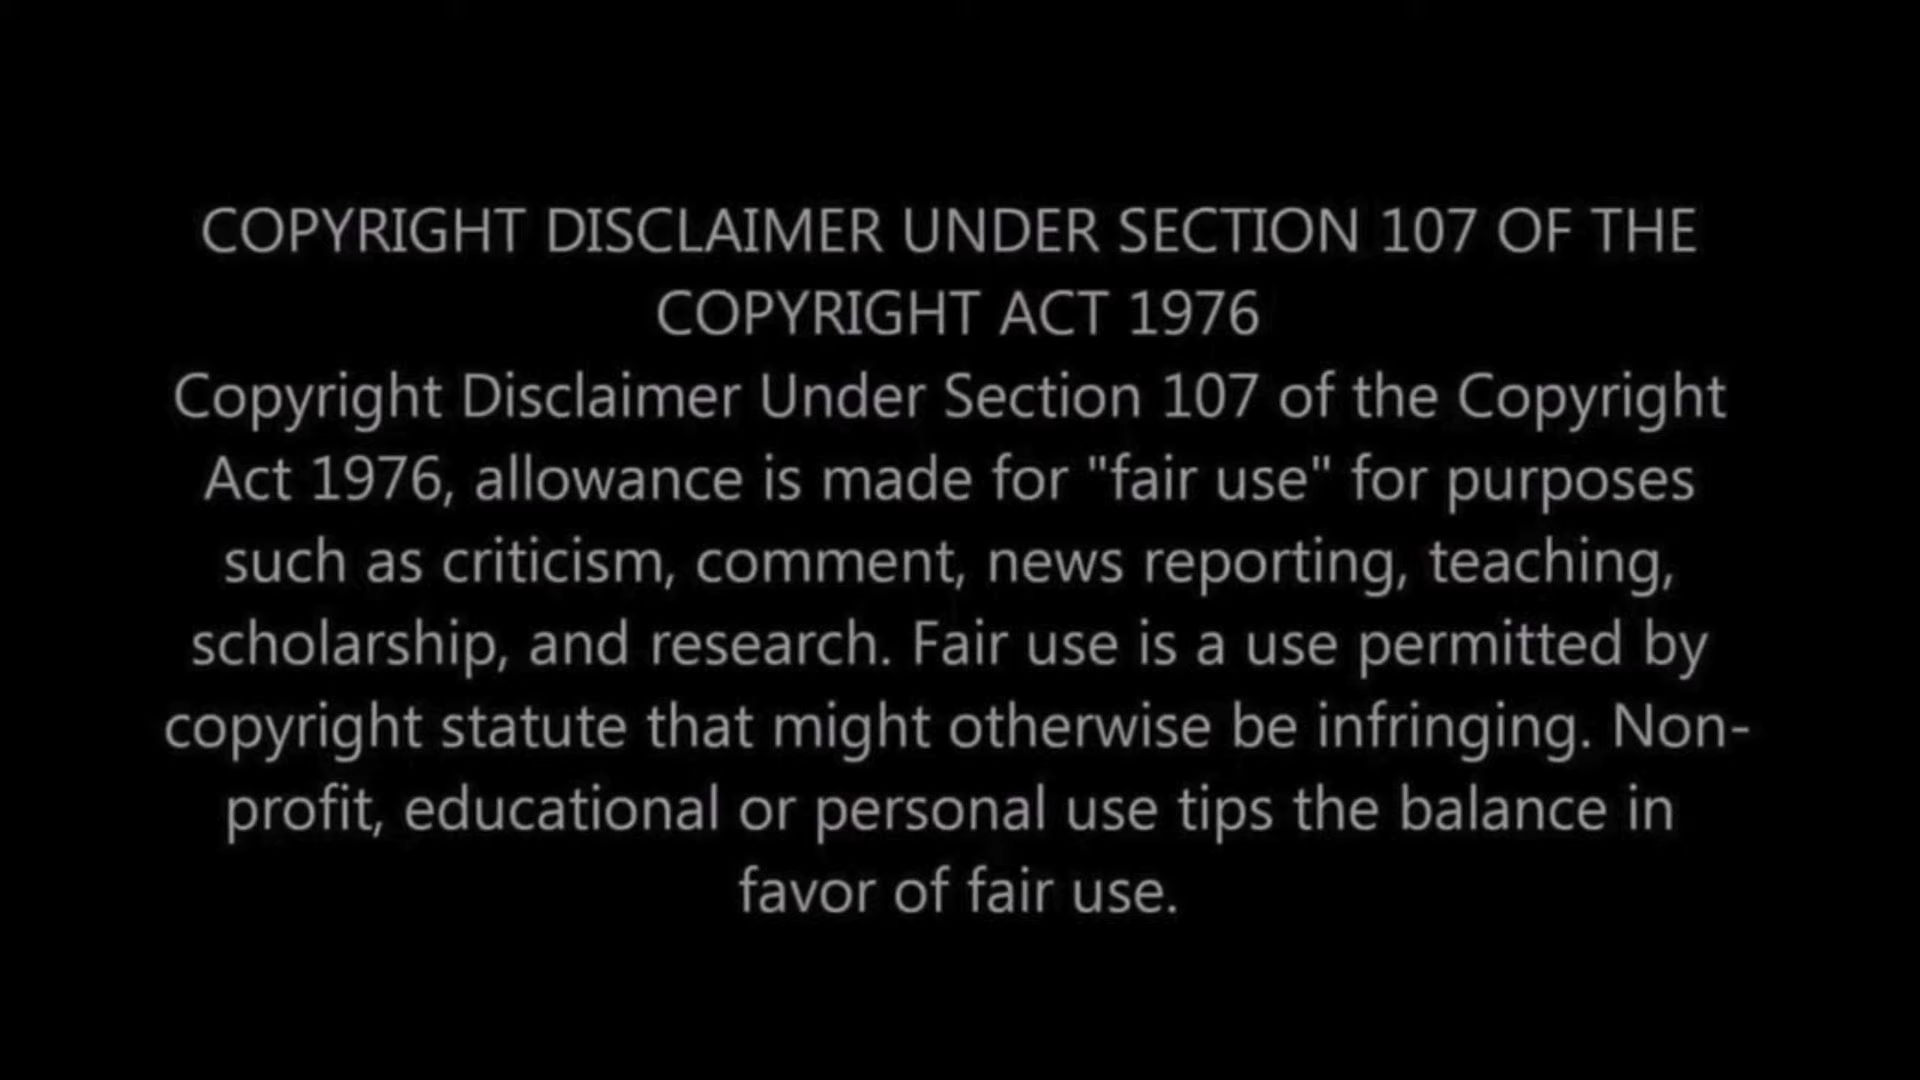 COPYRIGHT DISCLAIMER UNDER SECTION 107 OF THE
COPYRIGHT ACT 1976
Copyright Disclaimer Under Section 107 of the Copyright
Act 1976, allowance is made for "fair use" for purposes
such as criticism, comment, news reporting, teaching,
scholarship, and research. Fair use is a use permitted by
copyright statute that might otherwise be infringing. Non-
profit, educational or personal use tips the balance in
favor of fair use.